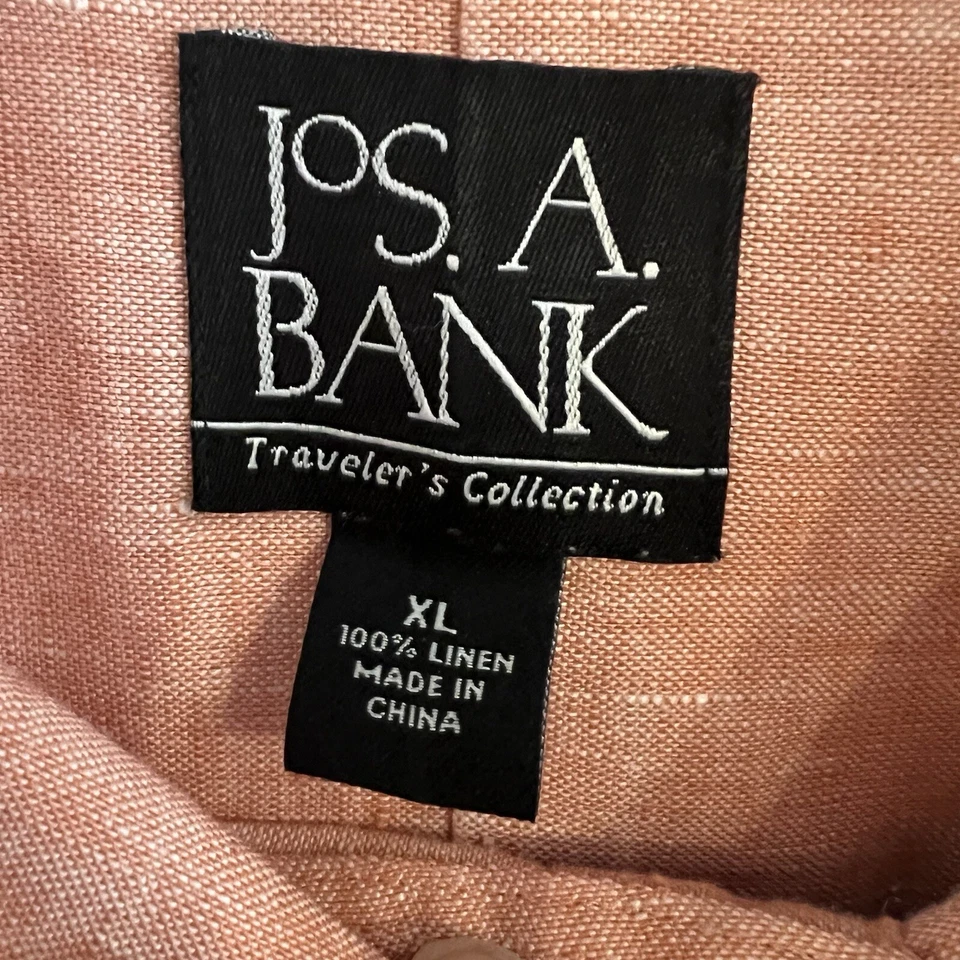 JOS. A.
BANK
Traveler's Collection
XL
100% LINEN
MADE IN
CHINA